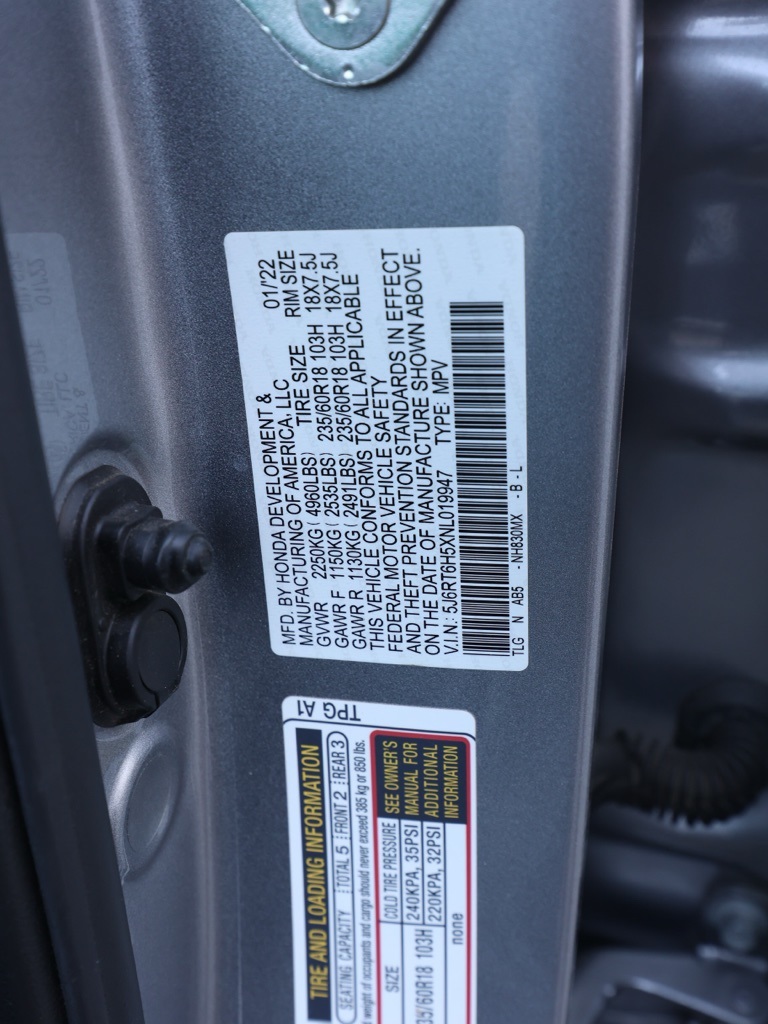 MFD. BY HONDA DEVELOPMENT &
MANUFACTURING OF AMERICA, LLC 01/'22
TIRE SIZE RIM SIZE
GVWR 2250KG ( 4960LBS)
GAWR F 1150KG ( 2535LBS) 235/60R18 103H 18X7.5J
GAWR R 1130KG ( 2491LBS) 235/60R18 103H 18X7.5J
THIS VEHICLE CONFORMS TO ALL APPLICABLE
FEDERAL MOTOR VEHICLE SAFETY
AND THEFT PREVENTION STANDARDS IN EFFECT
ON THE DATE OF MANUFACTURE SHOWN ABOVE.
V.I.N.: 5J6RT6H5XNL019947 TYPE: MPV
TLG N AB5 -NH830MX -B-L
TPG A1
TIRE AND LOADING INFORMATION
SEATING CAPACITY TOTAL 5 FRONT 2 REAR 3
weight of occupants and cargo should never exceed 385 kg or 850 lbs.
SIZE COLD TIRE PRESSURE
240KPA, 35PSI
35/60R18 103H 220KPA, 32PSI
none
SEE OWNER'S
MANUAL FOR
ADDITIONAL
INFORMATION